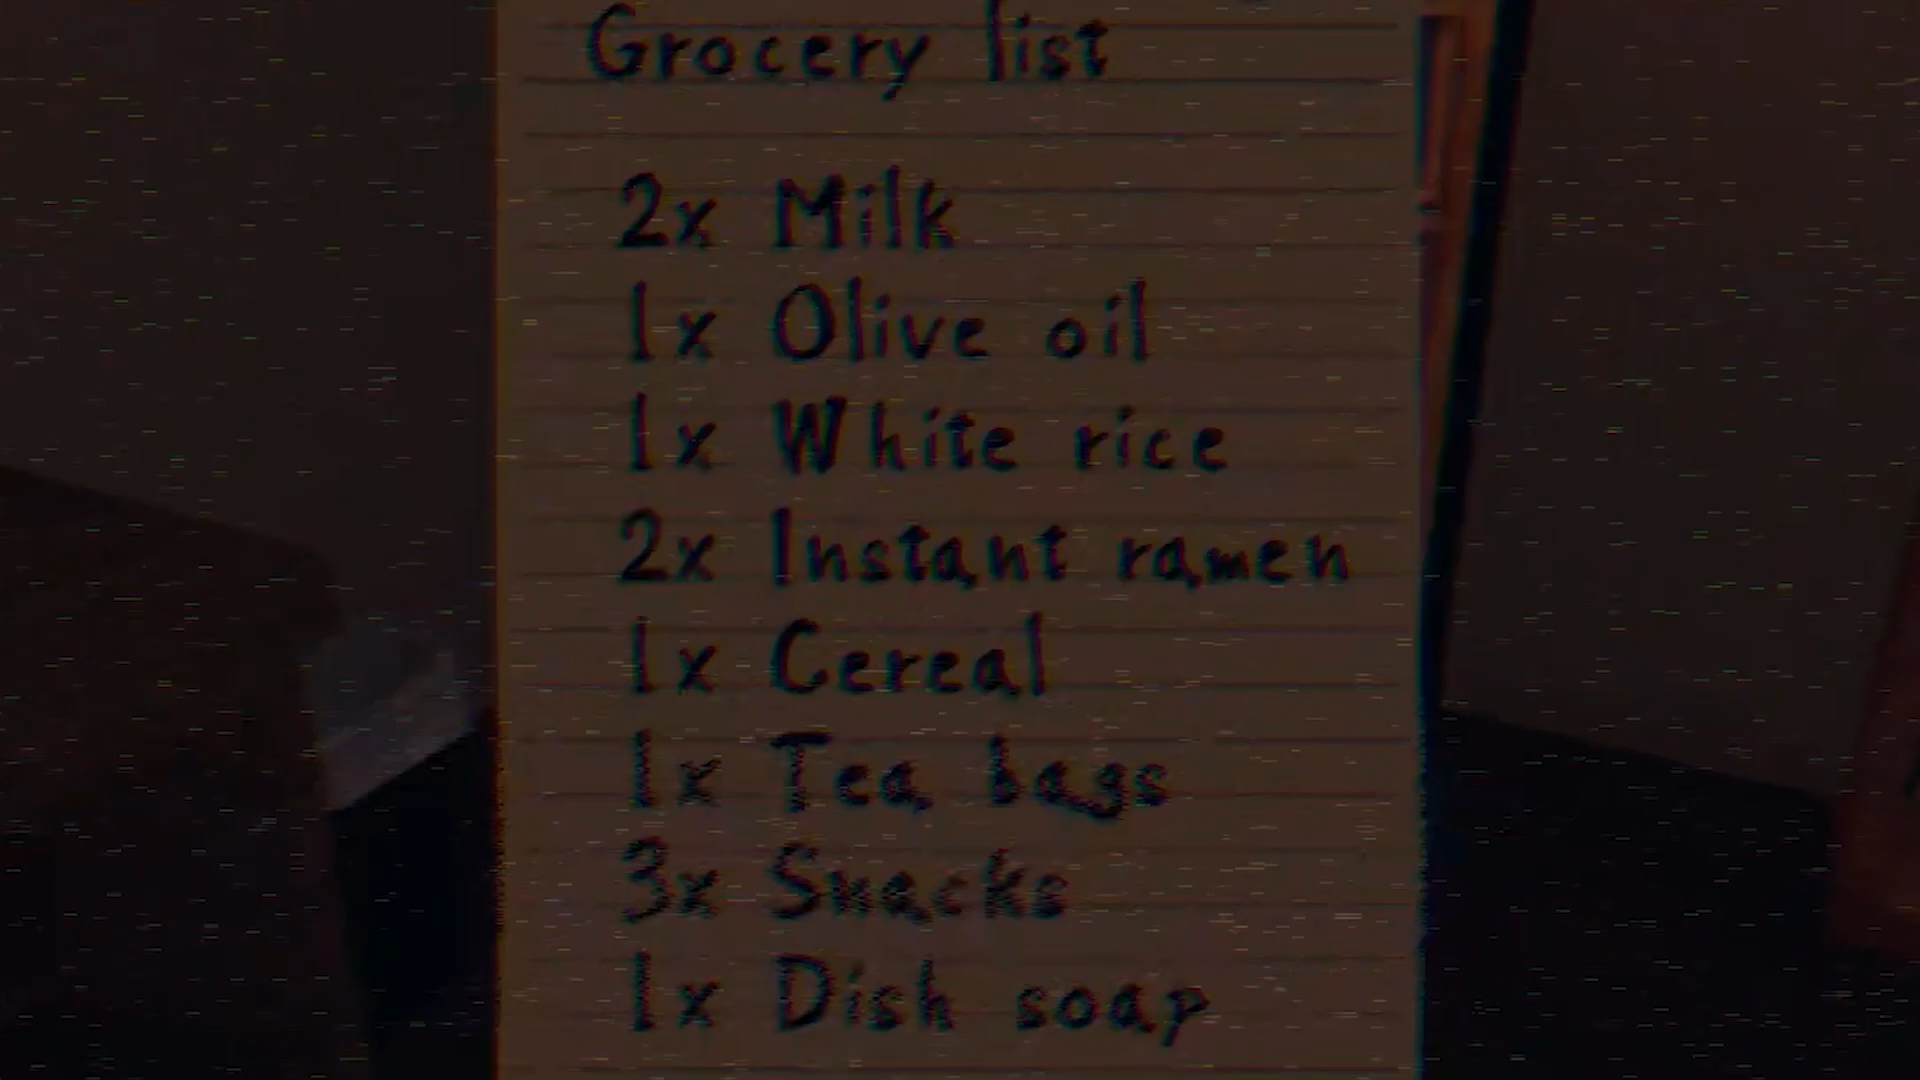 Grocery list
2x Milk
1x Olive oil
1x White rice
2x Instant ramen
1x Cereal
1x Tea bags
3x Snacks
1x Dish soap